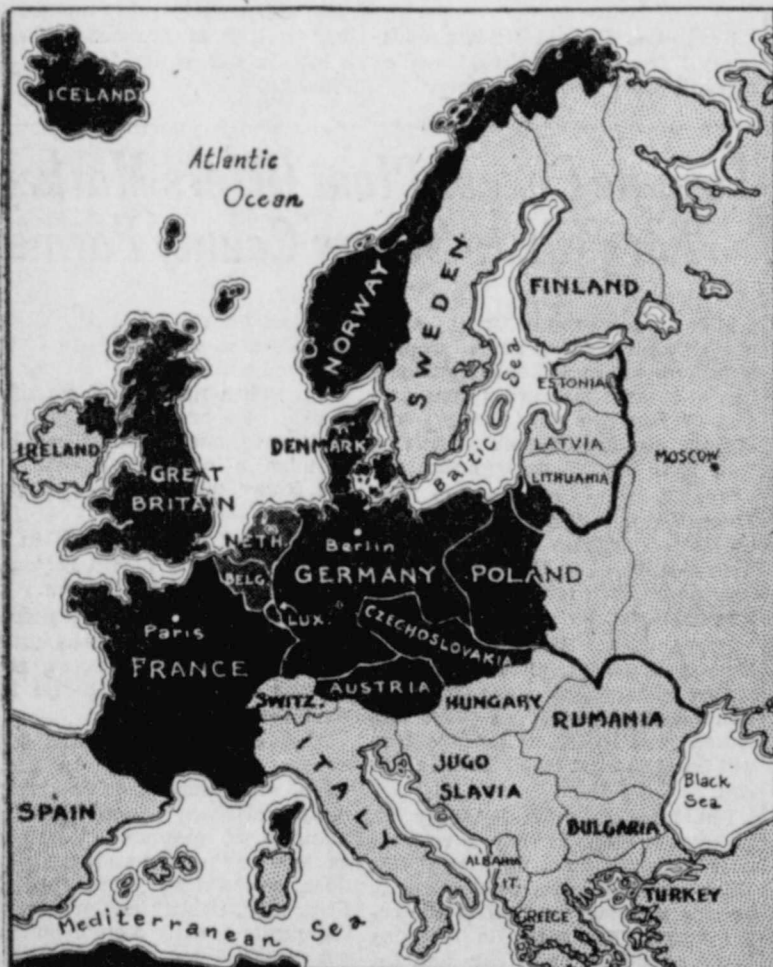 ICELAND
Atlantic
Ocean
NORWAY
SWEDEN
FINLAND
Baltic Sea
ESTONIA
LATVIA
LITHUANIA
MOSCOW
IRELAND
GREAT
BRITAIN
DENMARK
NETH.
BELG.
LUX.
Berlin
GERMANY
POLAND
Paris
FRANCE
CZECHOSLOVAKIA
AUSTRIA
SWITZ.
HUNGARY
RUMANIA
ITALY
JUGO
SLAVIA
Black
Sea
SPAIN
BULGARIA
ALBANIA
IT.
GREECE
TURKEY
Mediterranean Sea